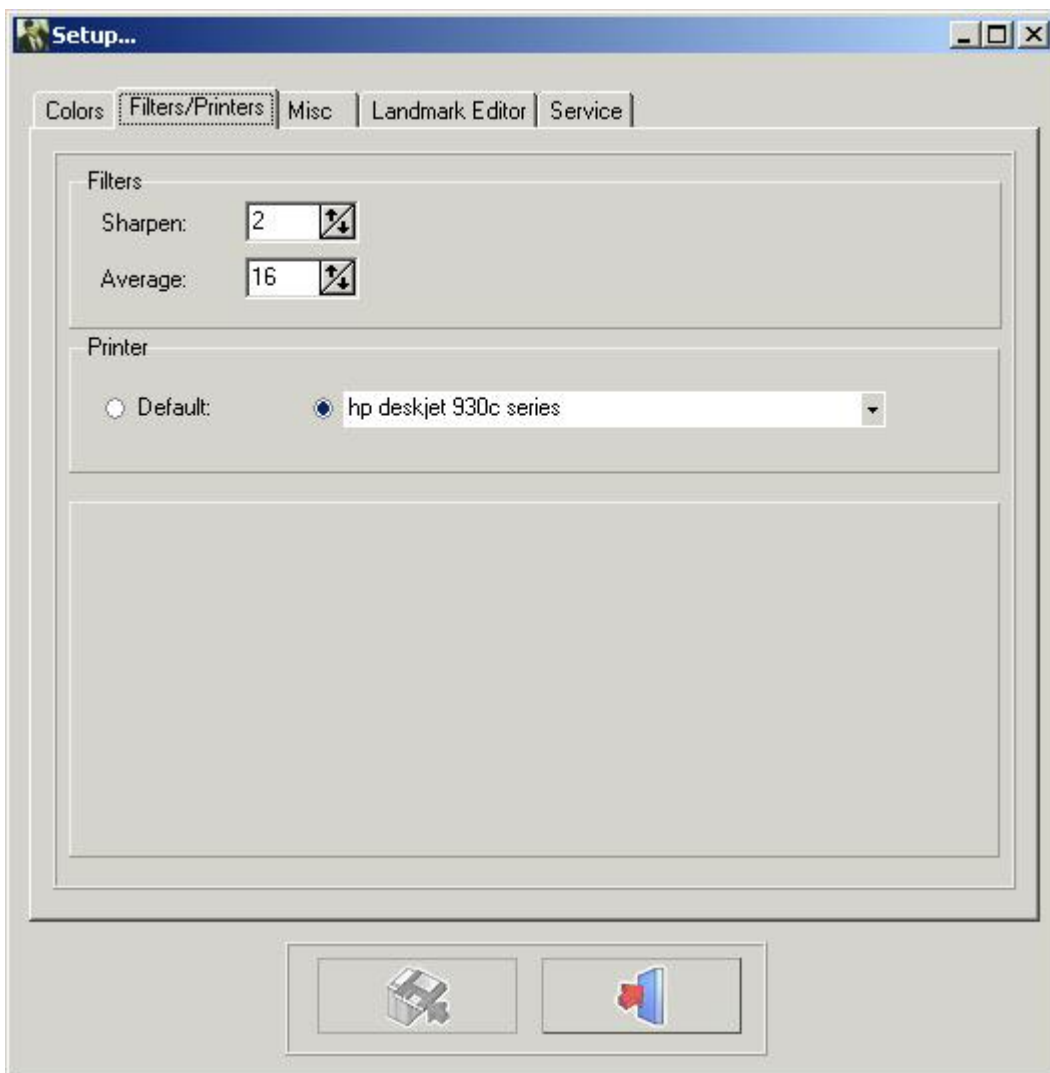 Setup...
Colors Filters/Printers Misc Landmark Editor Service
Filters
Sharpen: 2
Average: 16
Printer
Default: hp deskjet 930c series